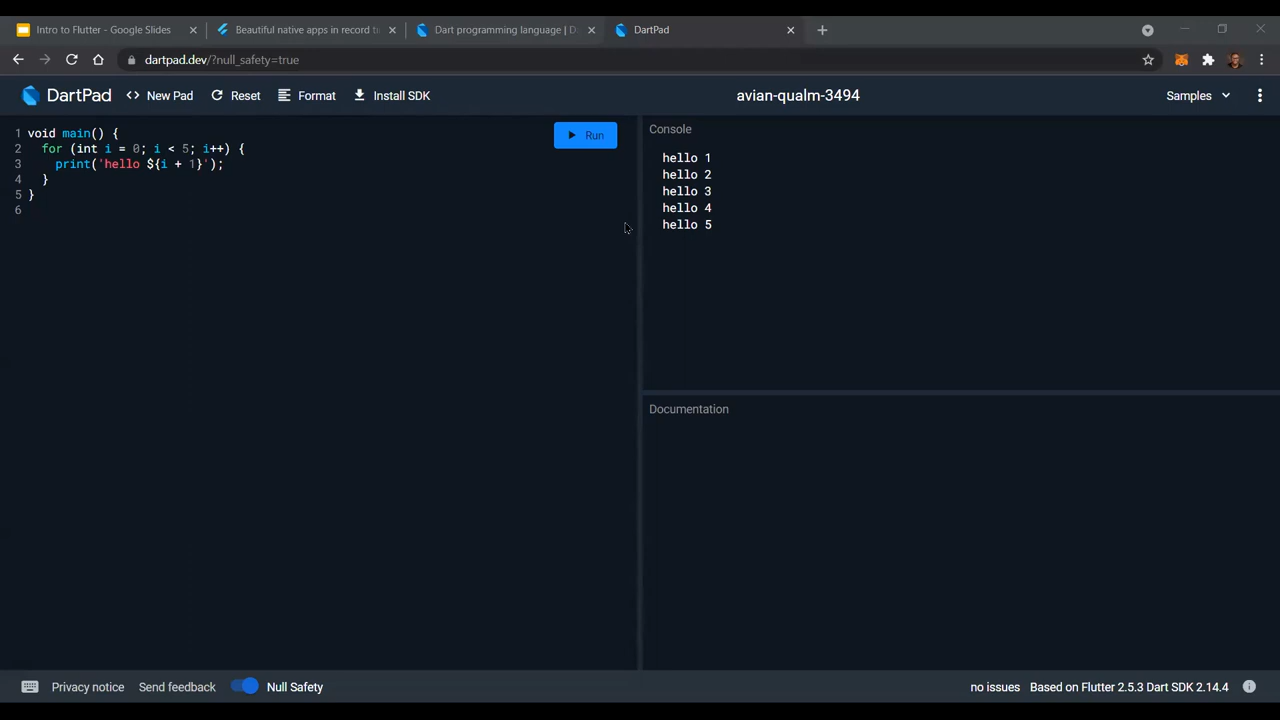 Intro to Flutter - Google Slides
Beautiful native apps in record t
Dart programming language | D
DartPad
dartpad.dev/?null_safety=true
DartPad
<> New Pad
Reset
Format
Install SDK
avian-qualm-3494
Samples
1 void main() {
2 for (int i = 0; i < 5; i++) {
3 print('hello ${i + 1}');
4 }
5 }
6
Run
Console
hello 1
hello 2
hello 3
hello 4
hello 5
Documentation
Privacy notice
Send feedback
Null Safety
no issues
Based on Flutter 2.5.3 Dart SDK 2.14.4